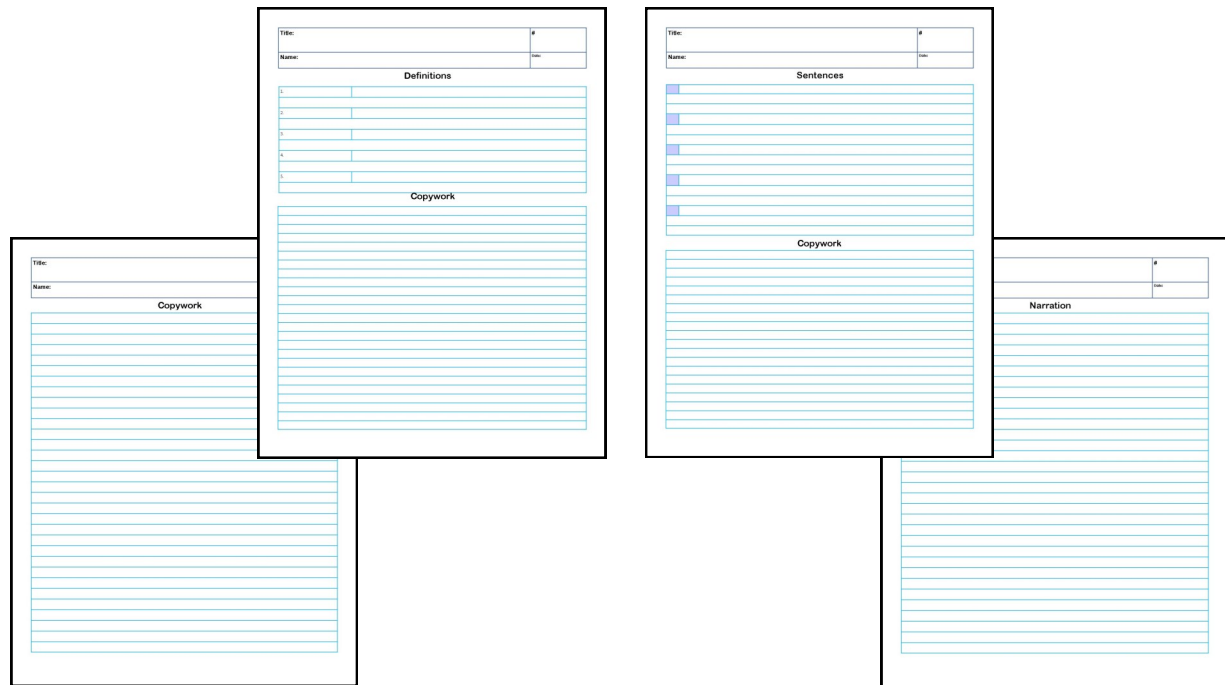 Title:
#
Name:
Date:
Definitions
1.
2.
3.
4.
5.
Copywork
Title:
#
Name:
Date:
Sentences
Copywork
Title:
Name:
Copywork
#
Date:
Narration